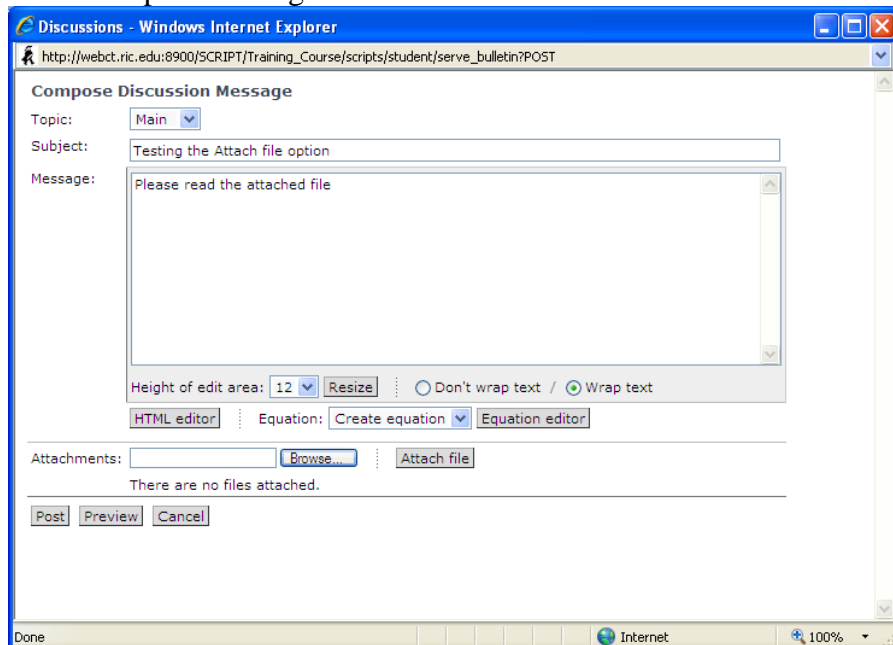 Discussions - Windows Internet Explorer
http://webct.ric.edu:8900/SCRIPT/Training_Course/scripts/student/serve_bulletin?POST
Compose Discussion Message
Topic: Main
Subject: Testing the Attach file option
Message: Please read the attached file
Height of edit area: 12 Resize Don't wrap text / Wrap text
HTML editor Equation: Create equation Equation editor
Attachments: Browse... Attach file
There are no files attached.
Post Preview Cancel
Done Internet 100%